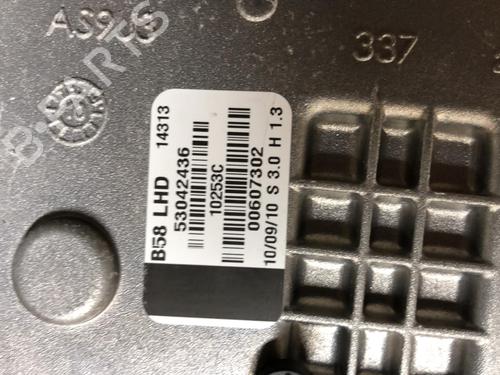 337
B58 LHD 14313
53042436
10253C
00607302
10/09/10 S 3.0 H 1.3
B-PARTS